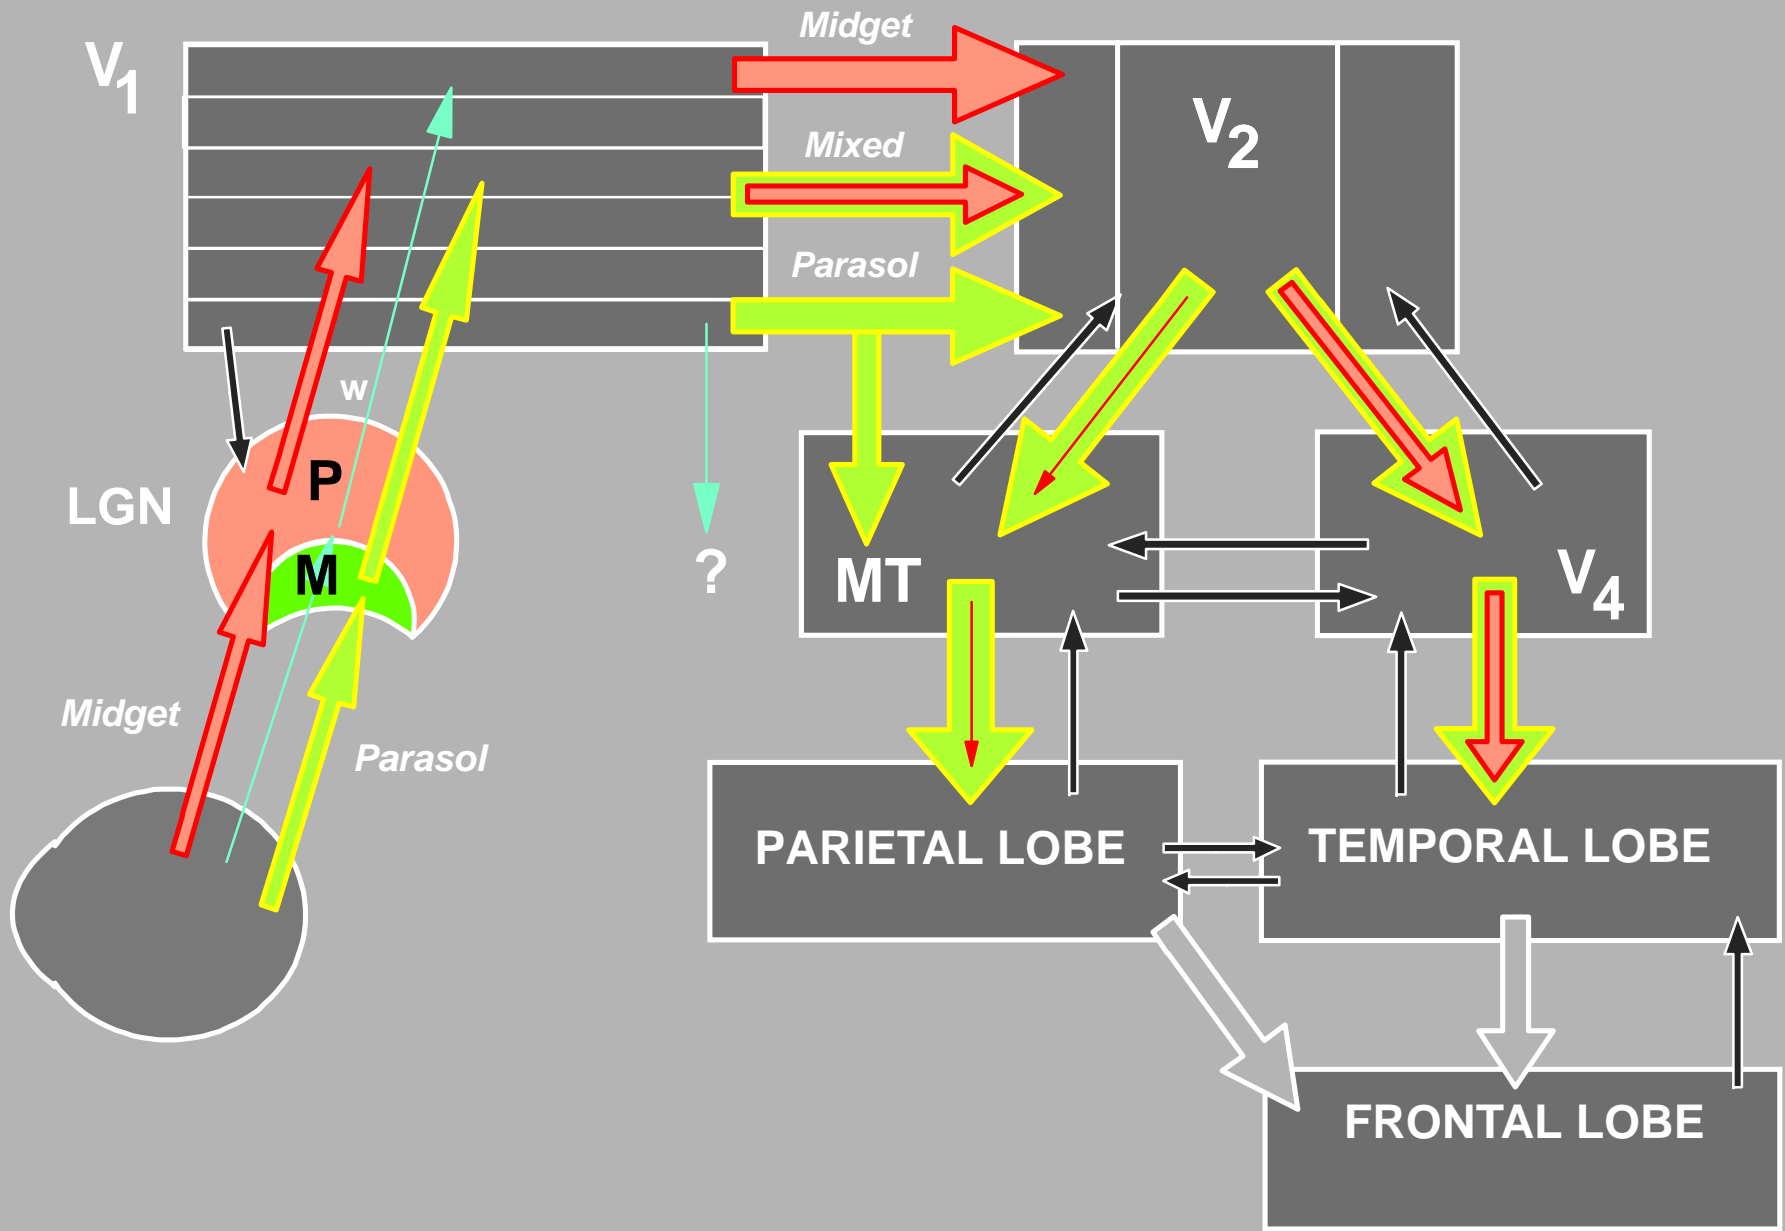 Midget
V1
V2
Mixed
Parasol
w
P
LGN
M
?
MT
V4
Midget
Parasol
PARIETAL LOBE
TEMPORAL LOBE
FRONTAL LOBE